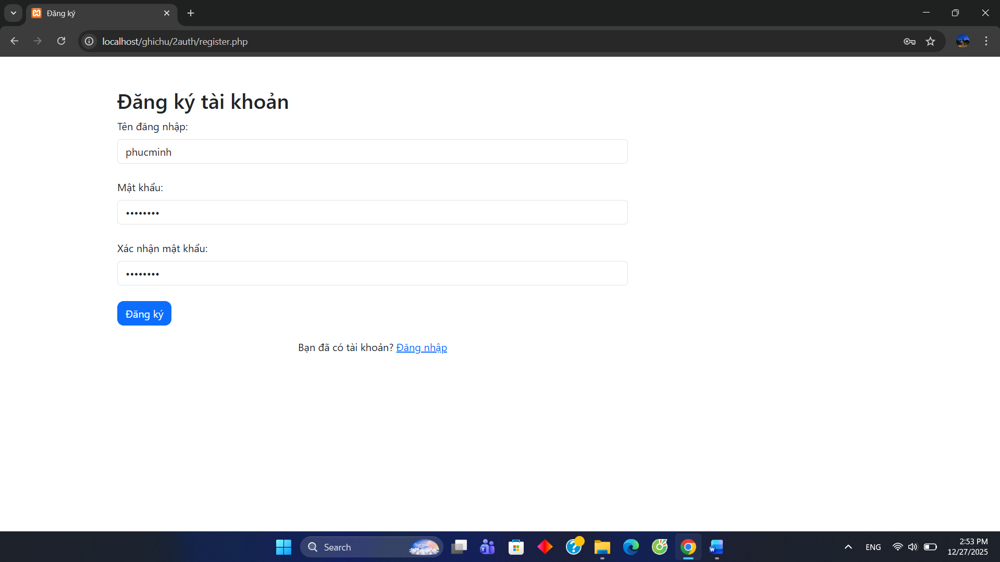 Đăng ký
localhost/ghichu/2auth/register.php
Đăng ký tài khoản
Tên đăng nhập:
phucminh
Mật khẩu:
••••••••
Xác nhận mật khẩu:
••••••••
Đăng ký
Bạn đã có tài khoản? Đăng nhập
Search
ENG
2:53 PM
12/27/2025